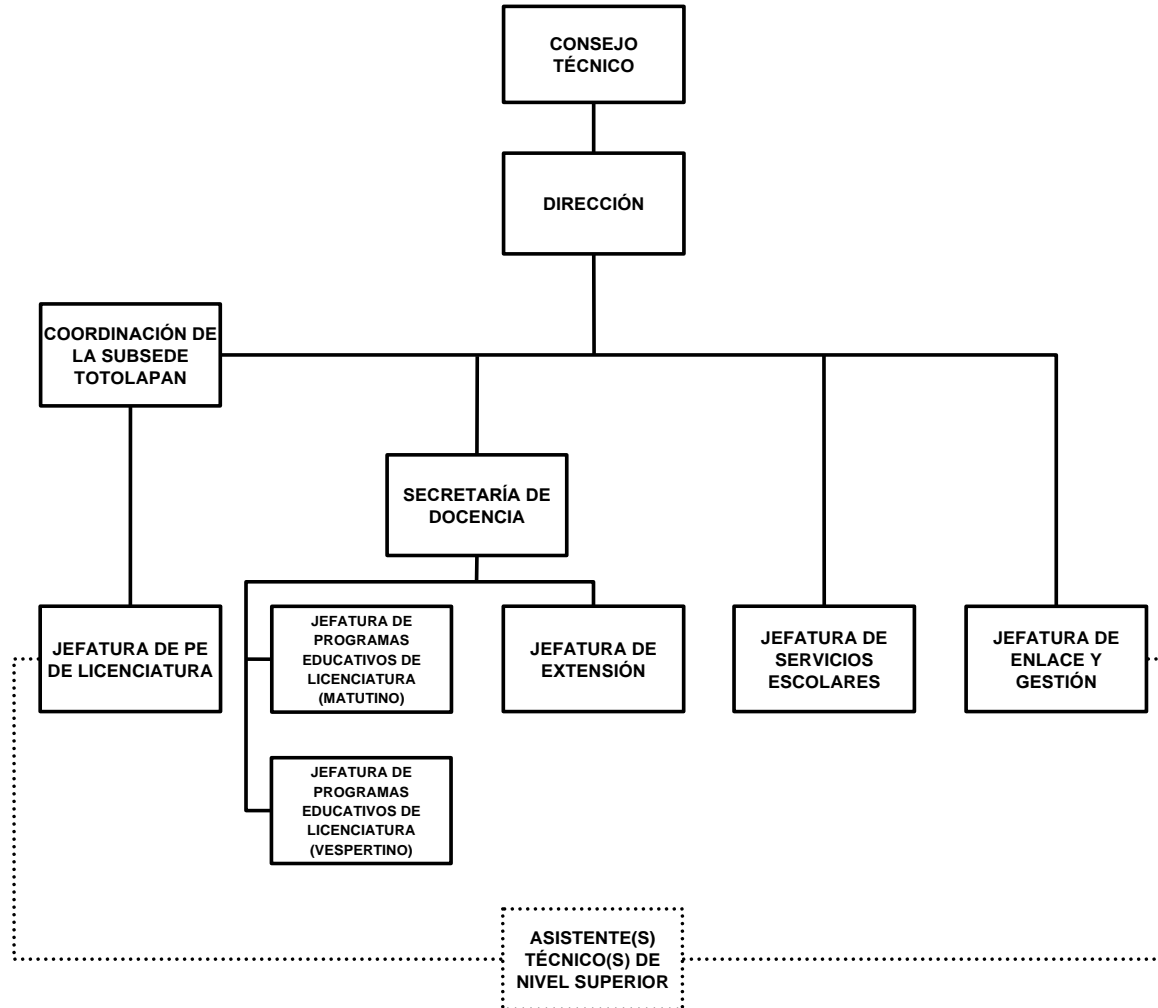 CONSEJO
TÉCNICO
DIRECCIÓN
COORDINACIÓN DE
LA SUBSEDE
TOTOLAPAN
SECRETARÍA DE
DOCENCIA
JEFATURA DE PE
DE LICENCIATURA
JEFATURA DE
PROGRAMAS
EDUCATIVOS DE
LICENCIATURA
(MATUTINO)
JEFATURA DE
EXTENSIÓN
JEFATURA DE
SERVICIOS
ESCOLARES
JEFATURA DE
ENLACE Y
GESTIÓN
JEFATURA DE
PROGRAMAS
EDUCATIVOS DE
LICENCIATURA
(VESPERTINO)
ASISTENTE(S)
TÉCNICO(S) DE
NIVEL SUPERIOR